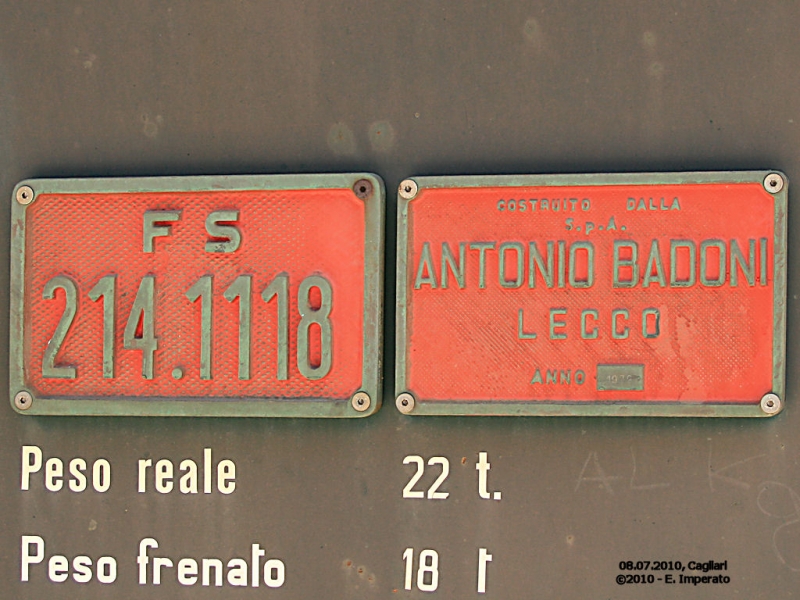 FS
214.1118
COSTRUITO DALLA
S.p.A.
ANTONIO BADONI
LECCO
ANNO
Peso reale 22 t.
Peso frenato 18 t
AL K
08.07.2010, Cagliari
©2010 - E. Imperato